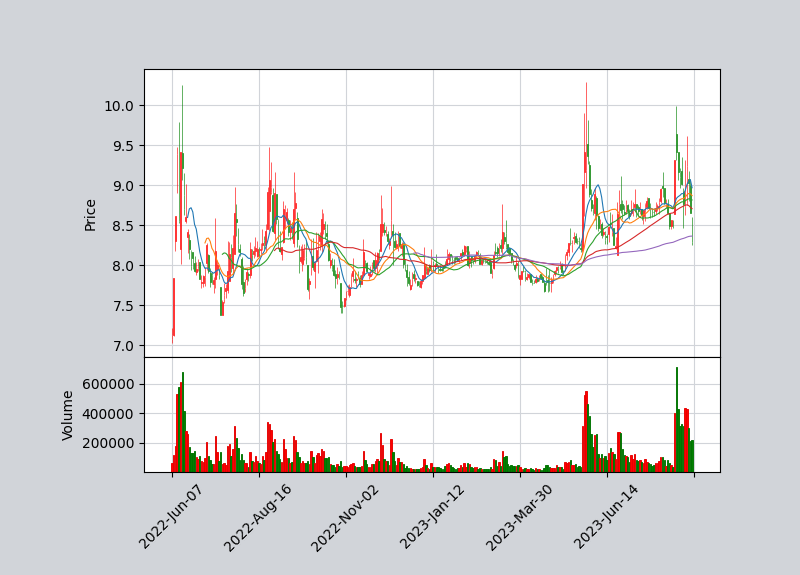 Price
10.0
9.5
9.0
8.5
8.0
7.5
7.0
Volume
600000
400000
200000
2022-Jun-07
2022-Aug-16
2022-Nov-02
2023-Jan-12
2023-Mar-30
2023-Jun-14